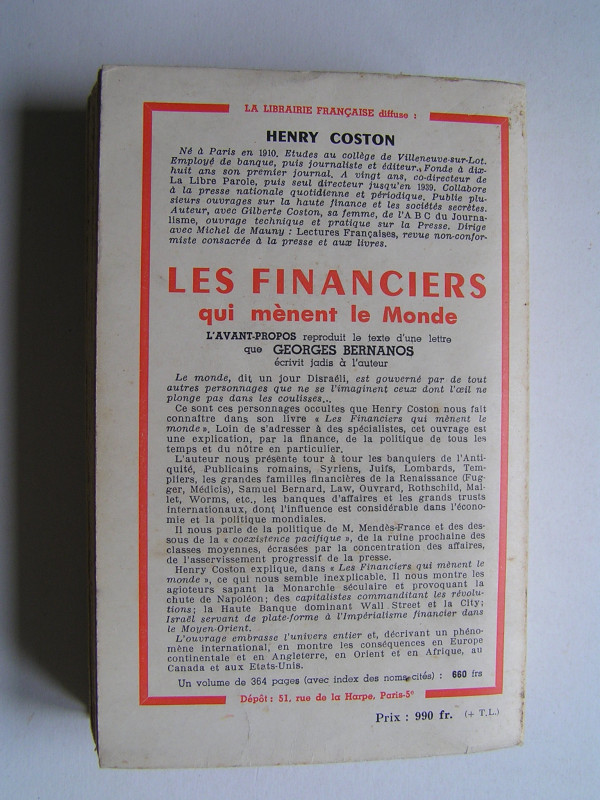 LA LIBRAIRIE FRANÇAISE diffuse :
HENRY COSTON
Né à Paris en 1910. Etudes au collège de Villeneuve-sur-Lot.
Employé de banque, puis journaliste et éditeur. Fonde à dix-
huit ans son premier journal. A vingt ans, co-directeur de
La Libre Parole, puis seul directeur jusqu'en 1939. Collabore
à la presse nationale quotidienne et périodique. Publie plu-
sieurs ouvrages sur la haute finance et les sociétés secrètes.
Auteur, avec Gilberte Coston, sa femme, de l'A B C du Journa-
lisme, ouvrage technique et pratique sur la Presse. Dirige
avec Michel de Mauny : Lectures Françaises, revue non-confor-
miste consacrée à la presse et aux livres.
LES FINANCIERS
qui mènent le Monde
L'AVANT-PROPOS reproduit le texte d'une lettre
que GEORGES BERNANOS
écrivit jadis à l'auteur
Le monde, dit un jour Disraéli, est gouverné par de tout
autres personnages que ne se l'imaginent ceux dont l'œil ne
plonge pas dans les coulisses...
Ce sont ces personnages occultes que Henry Coston nous fait
connaître dans son livre « Les Financiers qui mènent le
monde ». Loin de s'adresser à des spécialistes, cet ouvrage est
une explication, par la finance, de la politique de tous les
temps et du nôtre en particulier.
L'auteur nous présente tour à tour les banquiers de l'Anti-
quité, Publicains romains, Syriens, Juifs, Lombards, Tem-
pliers, les grandes familles financières de la Renaissance (Fug-
ger, Médicis), Samuel Bernard, Law, Ouvrard, Rothschild, Mal-
let, Worms, etc., les banques d'affaires et les grands trusts
internationaux, dont l'influence est considérable dans l'écono-
mie et la politique mondiales.
Il nous parle de la politique de M. Mendès-France et des des-
sous de la « coexistence pacifique », de la ruine prochaine des
classes moyennes, écrasées par la concentration des affaires,
de l'asservissement progressif de la presse.
Henry Coston explique, dans « Les Financiers qui mènent le
monde », ce qui nous semble inexplicable. Il nous montre les
agioteurs sapant la Monarchie séculaire et provoquant la
chute de Napoléon ; des capitalistes commanditant les révolu-
tions ; la Haute Banque dominant Wall Street et la City ;
Israël servant de plate-forme à l'Impérialisme financier dans
le Moyen-Orient.
L'ouvrage embrasse l'univers entier et, décrivant un phéno-
mène international, en montre les conséquences en Europe
continentale et en Angleterre, en Orient et en Afrique, au
Canada et aux Etats-Unis.
Un volume de 364 pages (avec index des noms cités) : 660 frs
Dépôt : 51, rue de la Harpe, Paris-5e
Prix : 990 fr. (+ T.L.)